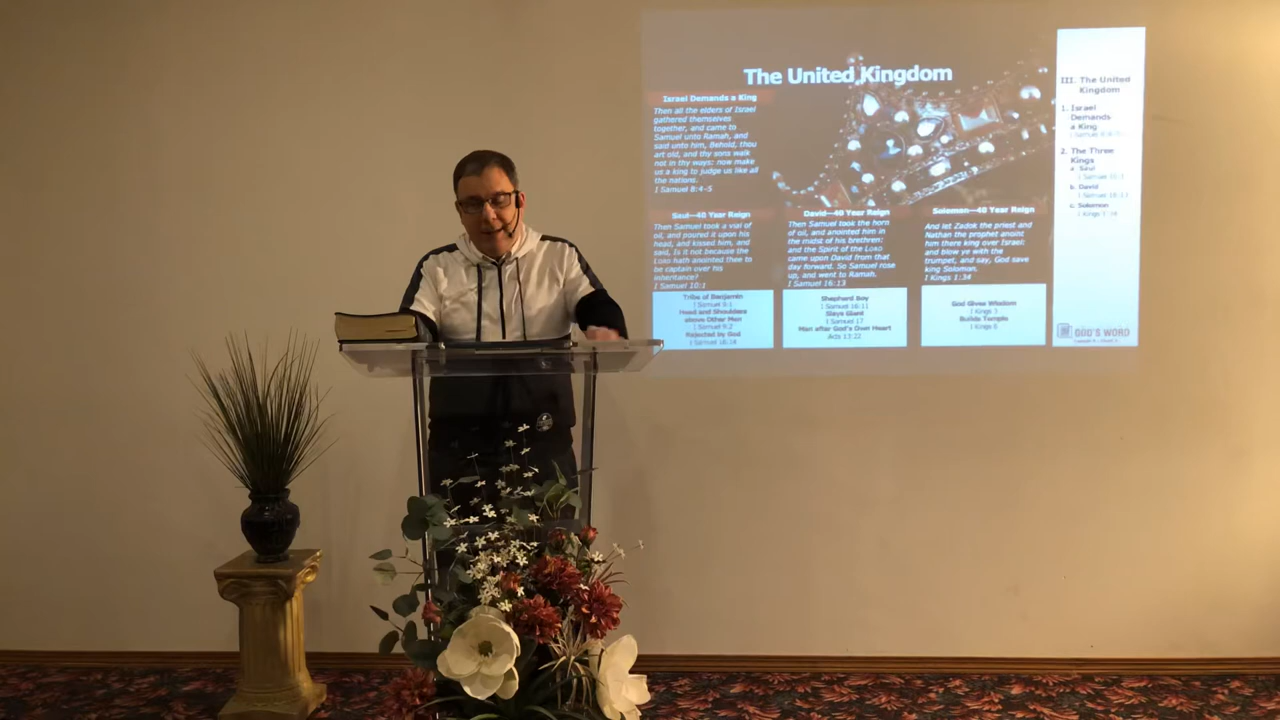 The United Kingdom
Israel Demands a King
Then all the elders of Israel
gathered themselves
together, and came to
Samuel unto Ramah, and
said unto him, Behold, thou
art old, and thy sons walk
not in thy ways: now make
us a king to judge us like all
the nations.
I Samuel 8:4-5
Saul—40 Year Reign
Then Samuel took a vial of
oil, and poured it upon his
head, and kissed him, and
said, Is it not because the
LORD hath anointed thee to
be captain over his
inheritance?
I Samuel 10:1
Tribe of Benjamin
I Samuel 9:1
Head and Shoulders
above Other Men
I Samuel 9:2
Rejected by God
I Samuel 16:14
David—40 Year Reign
Then Samuel took the horn
of oil, and anointed him in
the midst of his brethren:
and the Spirit of the LORD
came upon David from that
day forward. So Samuel rose
up, and went to Ramah.
I Samuel 16:13
Shepherd Boy
I Samuel 16:11
Slays Giant
I Samuel 17
Man after God's Own Heart
Acts 13:22
Solomon—40 Year Reign
And let Zadok the priest and
Nathan the prophet anoint
him there king over Israel:
and blow ye with the
trumpet, and say, God save
king Solomon.
I Kings 1:34
God Gives Wisdom
I Kings 3
Builds Temple
I Kings 6
III. The United
Kingdom
1. Israel
Demands
a King
2. The Three
Kings
a. Saul
I Samuel 10:1
b. David
I Samuel 16:13
c. Solomon
I Kings 1:34
GOD'S WORD